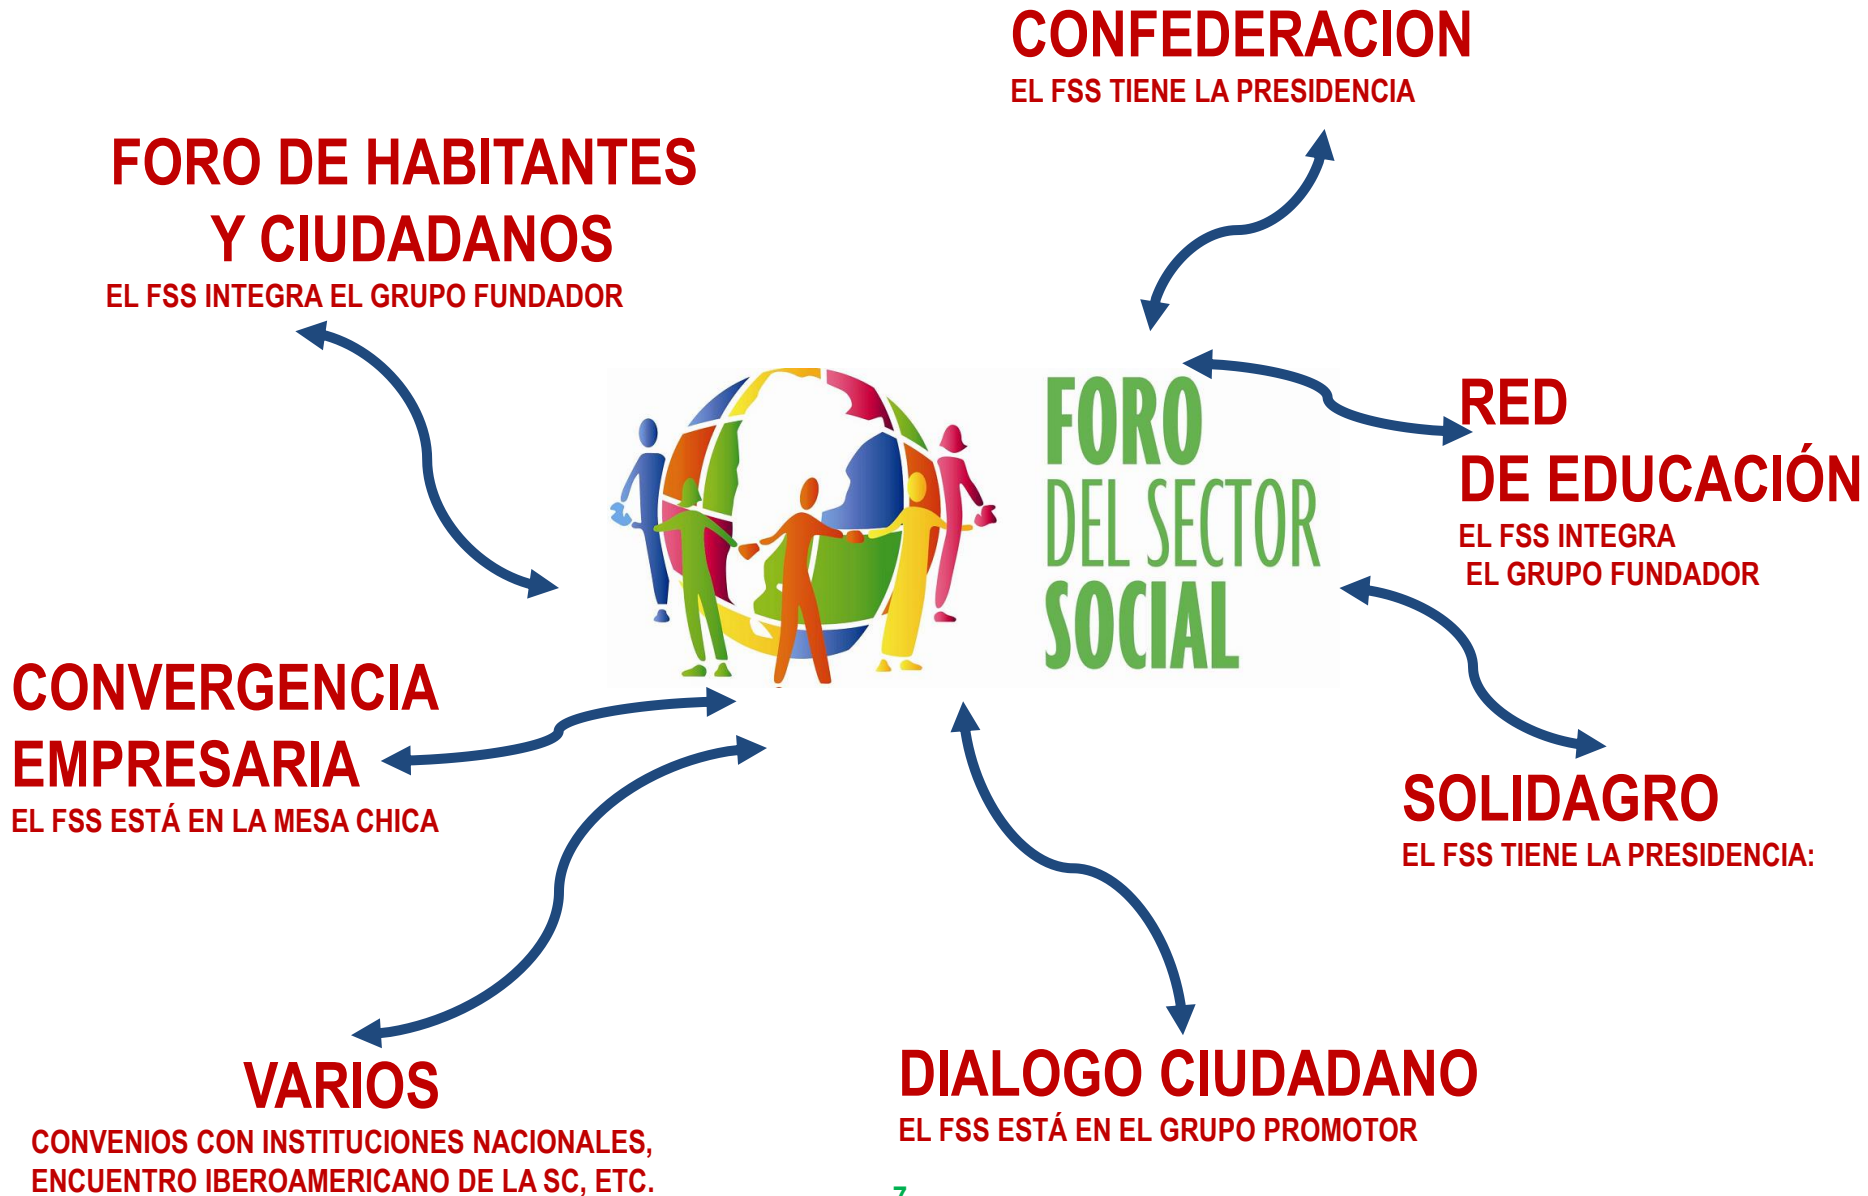 CONFEDERACION
EL FSS TIENE LA PRESIDENCIA
FORO DE HABITANTES
Y CIUDADANOS
EL FSS INTEGRA EL GRUPO FUNDADOR
FORO
DEL SECTOR
SOCIAL
RED
DE EDUCACIÓN
EL FSS INTEGRA
EL GRUPO FUNDADOR
CONVERGENCIA
EMPRESARIA
EL FSS ESTÁ EN LA MESA CHICA
SOLIDAGRO
EL FSS TIENE LA PRESIDENCIA:
VARIOS
CONVENIOS CON INSTITUCIONES NACIONALES,
ENCUENTRO IBEROAMERICANO DE LA SC, ETC.
DIALOGO CIUDADANO
EL FSS ESTÁ EN EL GRUPO PROMOTOR
7